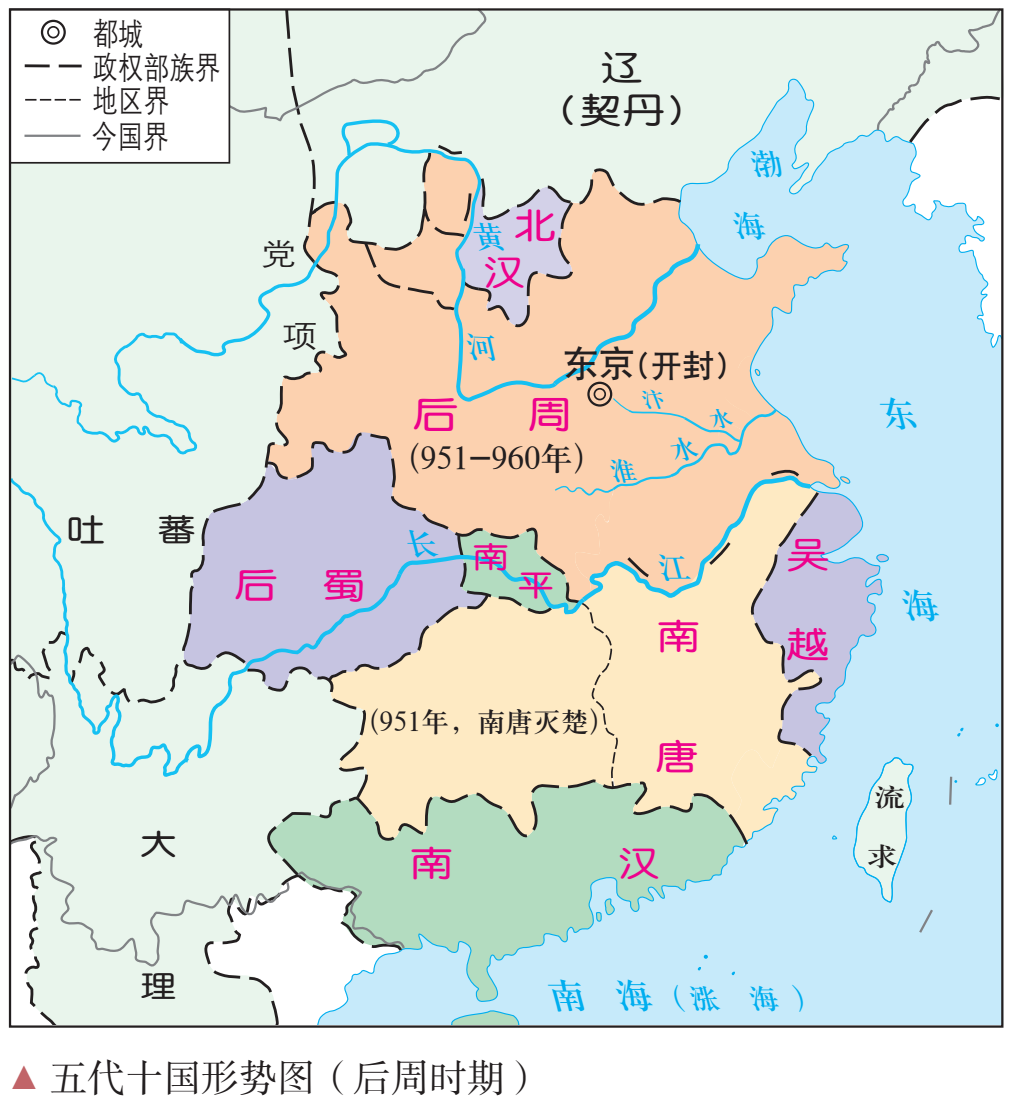 都城
政权部族界
地区界
今国界
辽
(契丹)
渤
海
北
汉
黄
河
党
项
东京(开封)
汴
水
淮
水
后 周
(951-960年)
东
海
吐 蕃
后 蜀
长
江
南
平
吴
越
南
唐
(951年，南唐灭楚)
流
求
南 汉
大
理
南 海(涨 海)
▲ 五代十国形势图（后周时期）